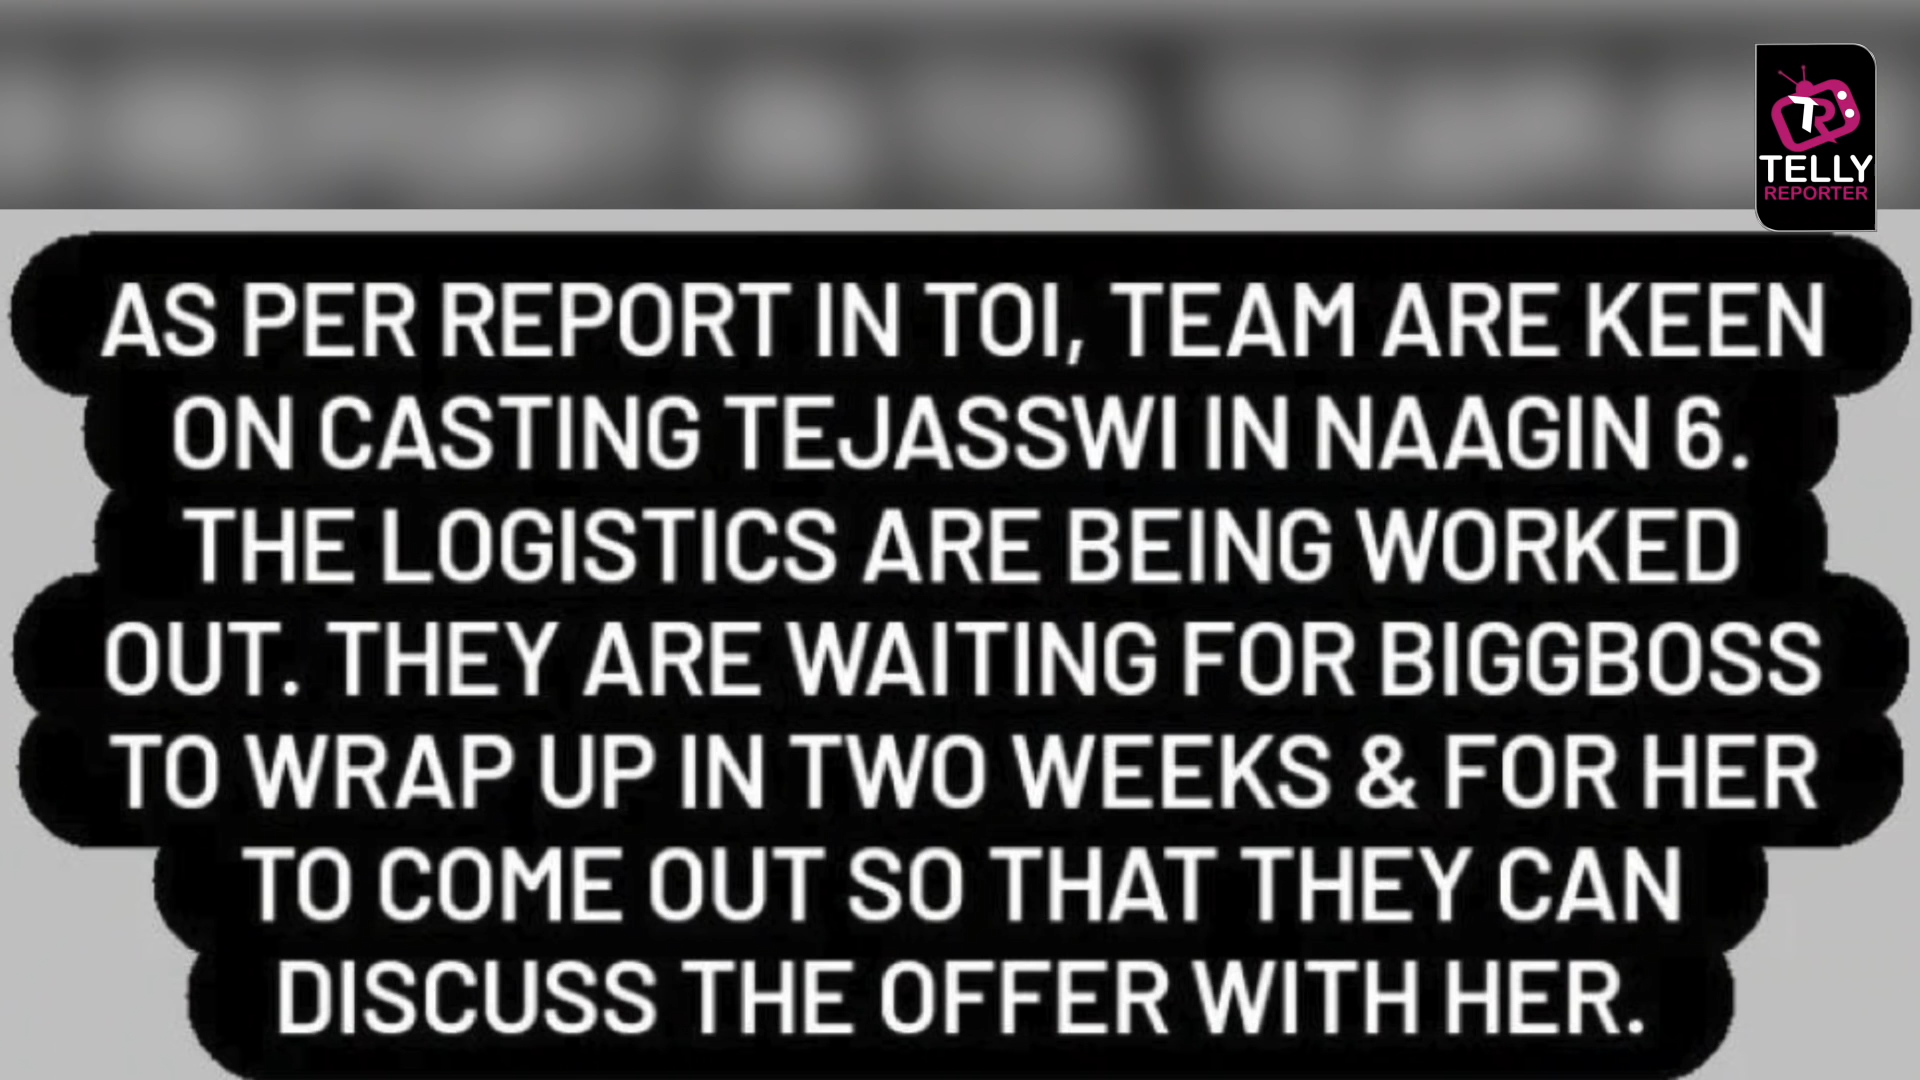 TR
TELLY
REPORTER
AS PER REPORT IN TOI, TEAM ARE KEEN
ON CASTING TEJASSWI IN NAAGIN 6.
THE LOGISTICS ARE BEING WORKED
OUT. THEY ARE WAITING FOR BIGGBOSS
TO WRAP UP IN TWO WEEKS & FOR HER
TO COME OUT SO THAT THEY CAN
DISCUSS THE OFFER WITH HER.